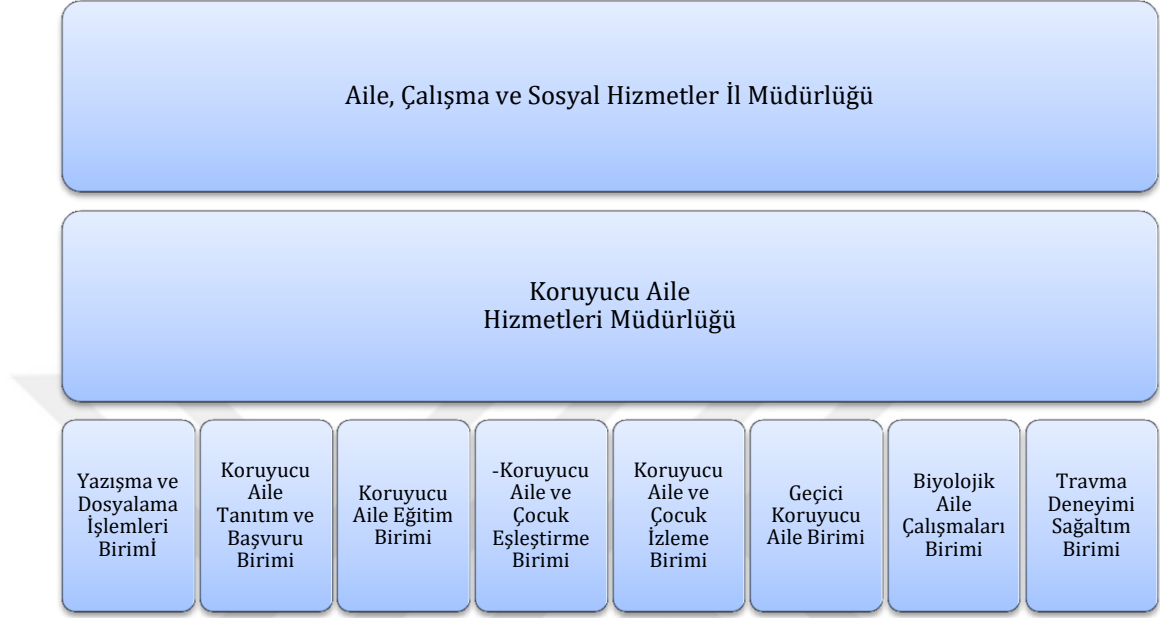 Aile, Çalışma ve Sosyal Hizmetler İl Müdürlüğü
Koruyucu Aile
Hizmetleri Müdürlüğü
Yazışma ve
Dosyalama
İşlemleri
Birimİ
Koruyucu
Aile
Tanıtım ve
Başvuru
Birimi
Koruyucu
Aile Eğitim
Birimi
-Koruyucu
Aile ve
Çocuk
Eşleştirme
Birimi
Koruyucu
Aile ve
Çocuk
İzleme
Birimi
Geçici
Koruyucu
Aile Birimi
Biyolojik
Aile
Çalışmaları
Birimi
Travma
Deneyimi
Sağaltım
Birimi